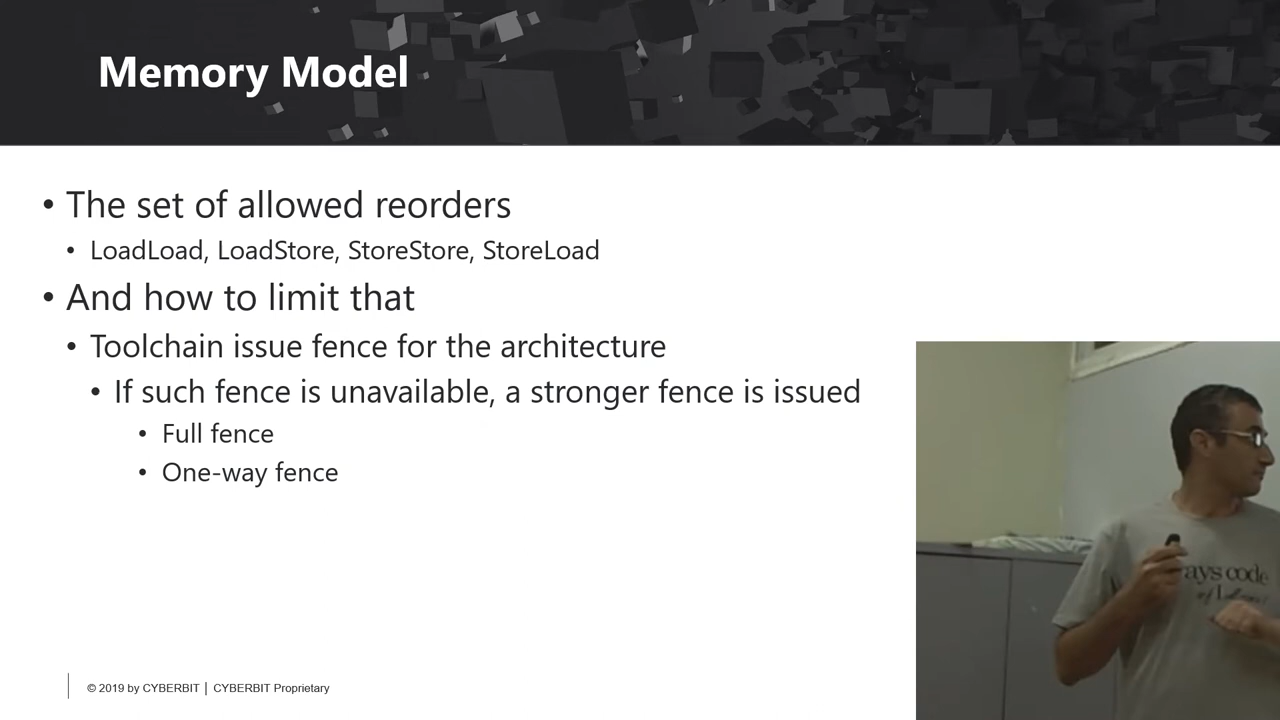 Memory Model
• The set of allowed reorders
• LoadLoad, LoadStore, StoreStore, StoreLoad
• And how to limit that
• Toolchain issue fence for the architecture
• If such fence is unavailable, a stronger fence is issued
• Full fence
• One-way fence
ays code
© 2019 by CYBERBIT | CYBERBIT Proprietary